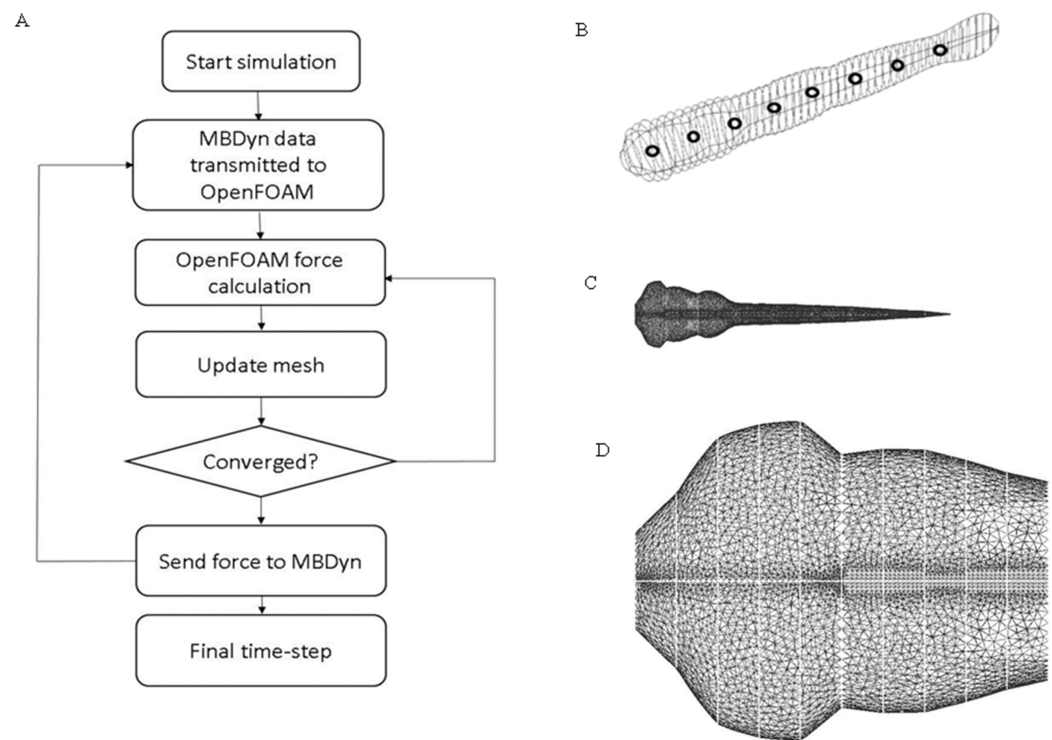 A
Start simulation
MBDyn data
transmitted to
OpenFOAM
OpenFOAM force
calculation
Update mesh
Converged?
Send force to MBDyn
Final time-step
B
C
D